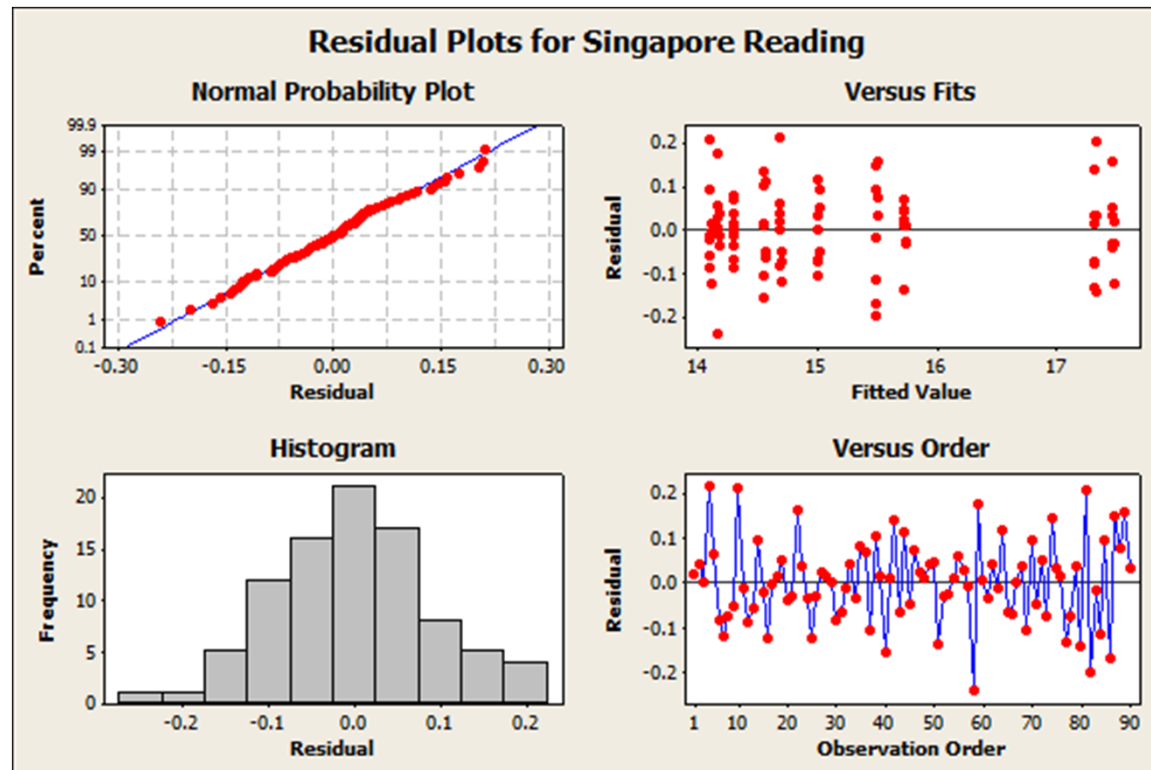 Residual Plots for Singapore Reading
Normal Probability Plot
99.9
99
90
50
10
1
0.1
Percent
-0.30 -0.15 0.00 0.15 0.30
Residual
Versus Fits
0.2
0.1
0.0
-0.1
-0.2
Residual
14 15 16 17
Fitted Value
Histogram
20
15
10
5
0
Frequency
-0.2 -0.1 0.0 0.1 0.2
Residual
Versus Order
0.2
0.1
0.0
-0.1
-0.2
Residual
1 10 20 30 40 50 60 70 80 90
Observation Order